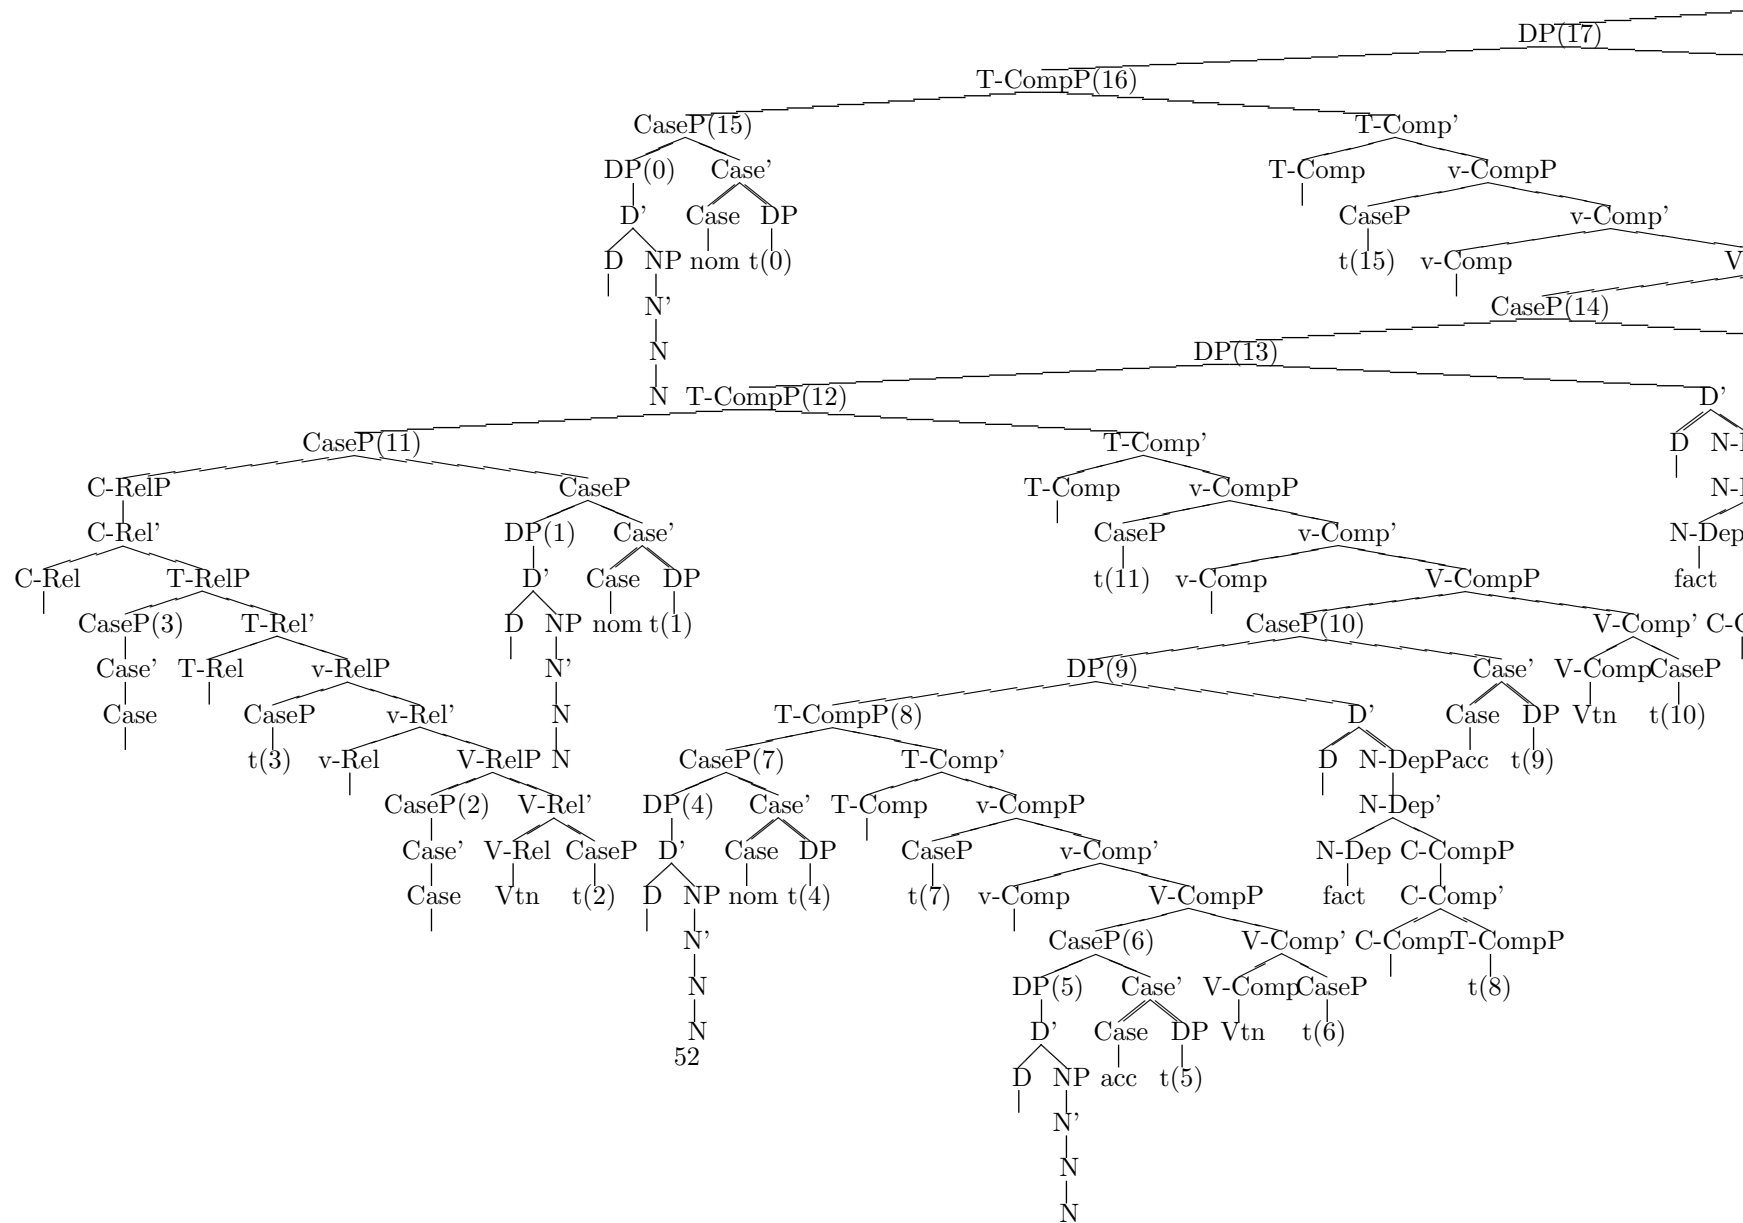 DP(17)
T-CompP(16)
CaseP(15) T-Comp’
DP(0) Case’ T-Comp v-CompP
D’ Case DP CaseP v-Comp’
D NP nom t(0) t(15) v-Comp V
N’ CaseP(14)
N DP(13)
N T-CompP(12) D’
CaseP(11) T-Comp’ D N-
C-RelP CaseP T-Comp v-CompP N-
C-Rel’ DP(1) Case’ CaseP v-Comp’ N-Dep
C-Rel T-RelP D’ Case DP t(11) v-Comp V-CompP fact
CaseP(3) T-Rel’ D NP nom t(1) CaseP(10) V-Comp’ C-
Case’ T-Rel v-RelP N’ DP(9) Case’ V-Comp CaseP
Case CaseP v-Rel’ N T-CompP(8) D’ Case DP Vtn t(10)
t(3) v-Rel V-RelP N CaseP(7) T-Comp’ D N-DepP acc t(9)
CaseP(2) V-Rel’ DP(4) Case’ T-Comp v-CompP N-Dep’
Case’ V-Rel CaseP D’ Case DP CaseP v-Comp’ N-Dep C-CompP
Case Vtn t(2) D NP nom t(4) t(7) v-Comp V-CompP fact C-Comp’
N’ CaseP(6) V-Comp’ C-Comp T-CompP
N DP(5) Case’ V-Comp CaseP t(8)
N D’ Case DP Vtn t(6)
52
D NP acc t(5)
N’
N
N